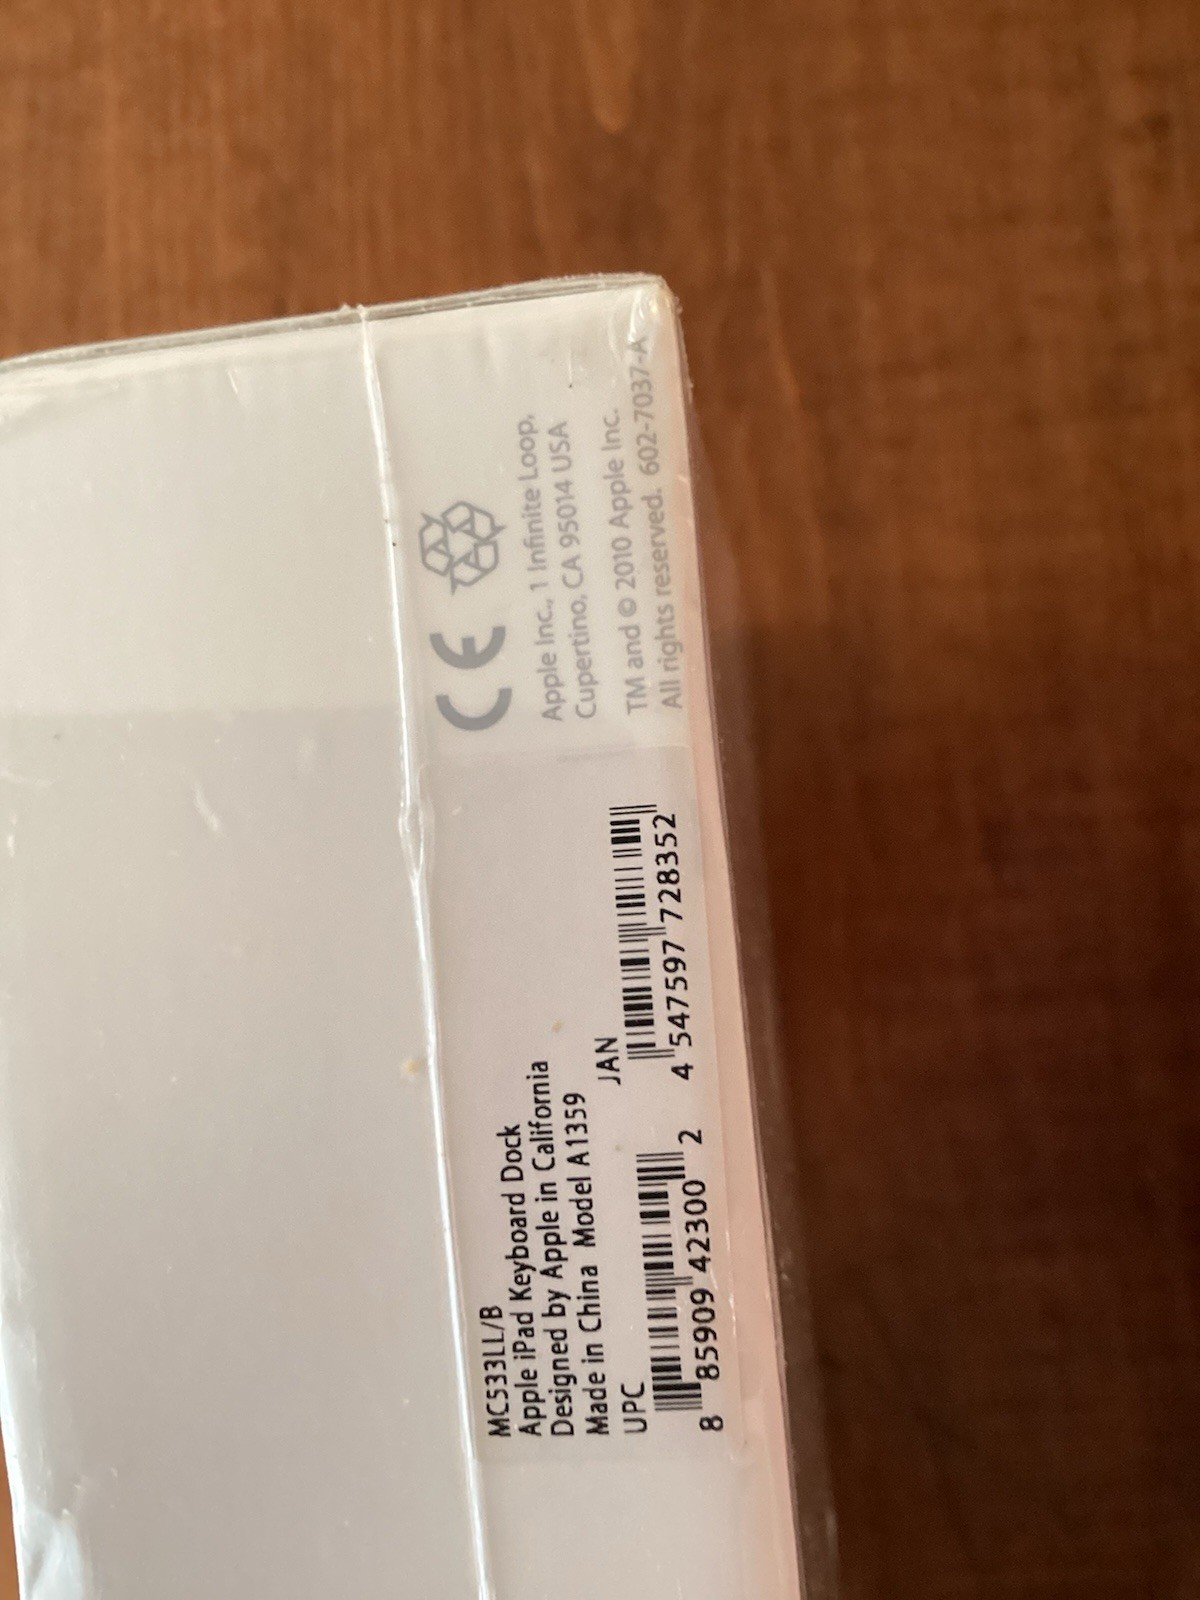 MC533LL/B
Apple iPad Keyboard Dock
Designed by Apple in California
Made in China Model A1359
UPC
8 85909 42300 2
JAN
4 547597 728352
CE
Apple Inc., 1 Infinite Loop,
Cupertino, CA 95014 USA
TM and © 2010 Apple Inc.
All rights reserved. 602-7037-A